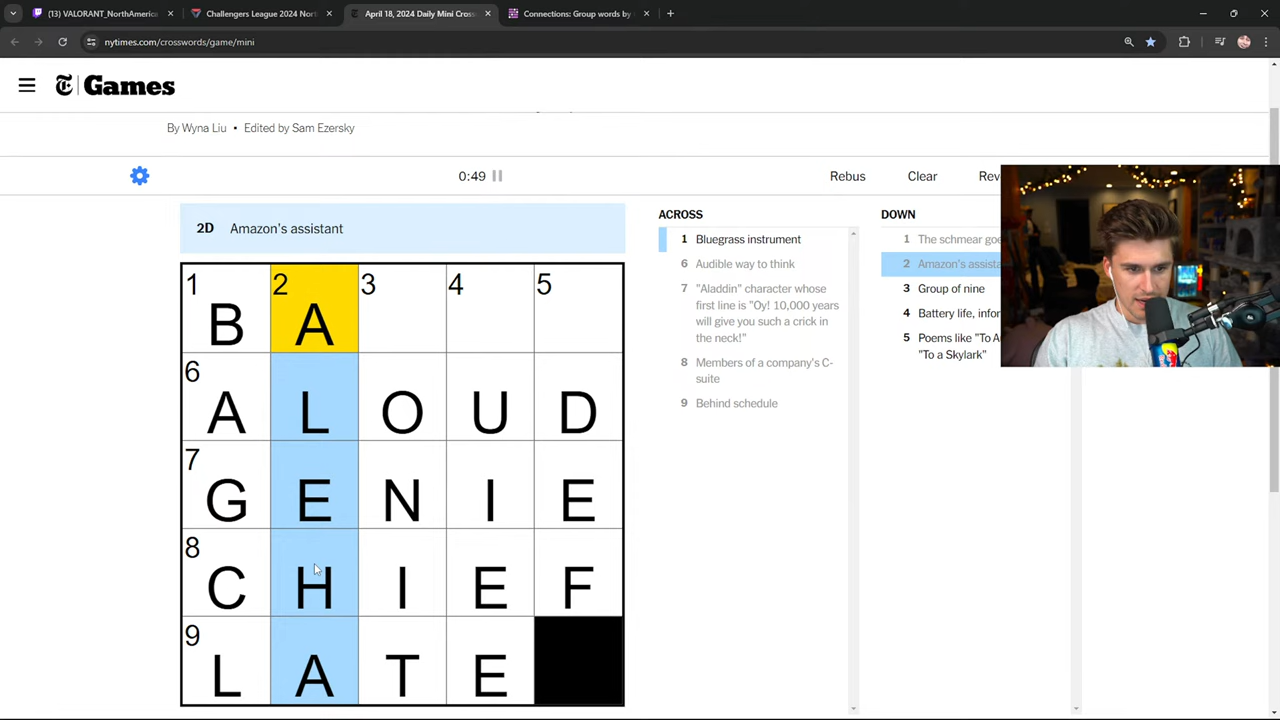 (13) VALORANT_NorthAmerica
Challengers League 2024 Nort
April 18, 2024 Daily Mini Cross
Connections: Group words by
nytimes.com/crosswords/game/mini
Games
By Wyna Liu • Edited by Sam Ezersky
0:49
Rebus
Clear
Rev
2D Amazon's assistant
1 2 3 4 5
B A
6
A L O U D
7
G E N I E
8
C H I E F
9
L A T E
ACROSS
1 Bluegrass instrument
6 Audible way to think
7 "Aladdin" character whose
first line is "Oy! 10,000 years
will give you such a crick in
the neck!"
8 Members of a company's C-
suite
9 Behind schedule
DOWN
1 The schmear goe
2 Amazon's assista
3 Group of nine
4 Battery life, infor
5 Poems like "To A
"To a Skylark"